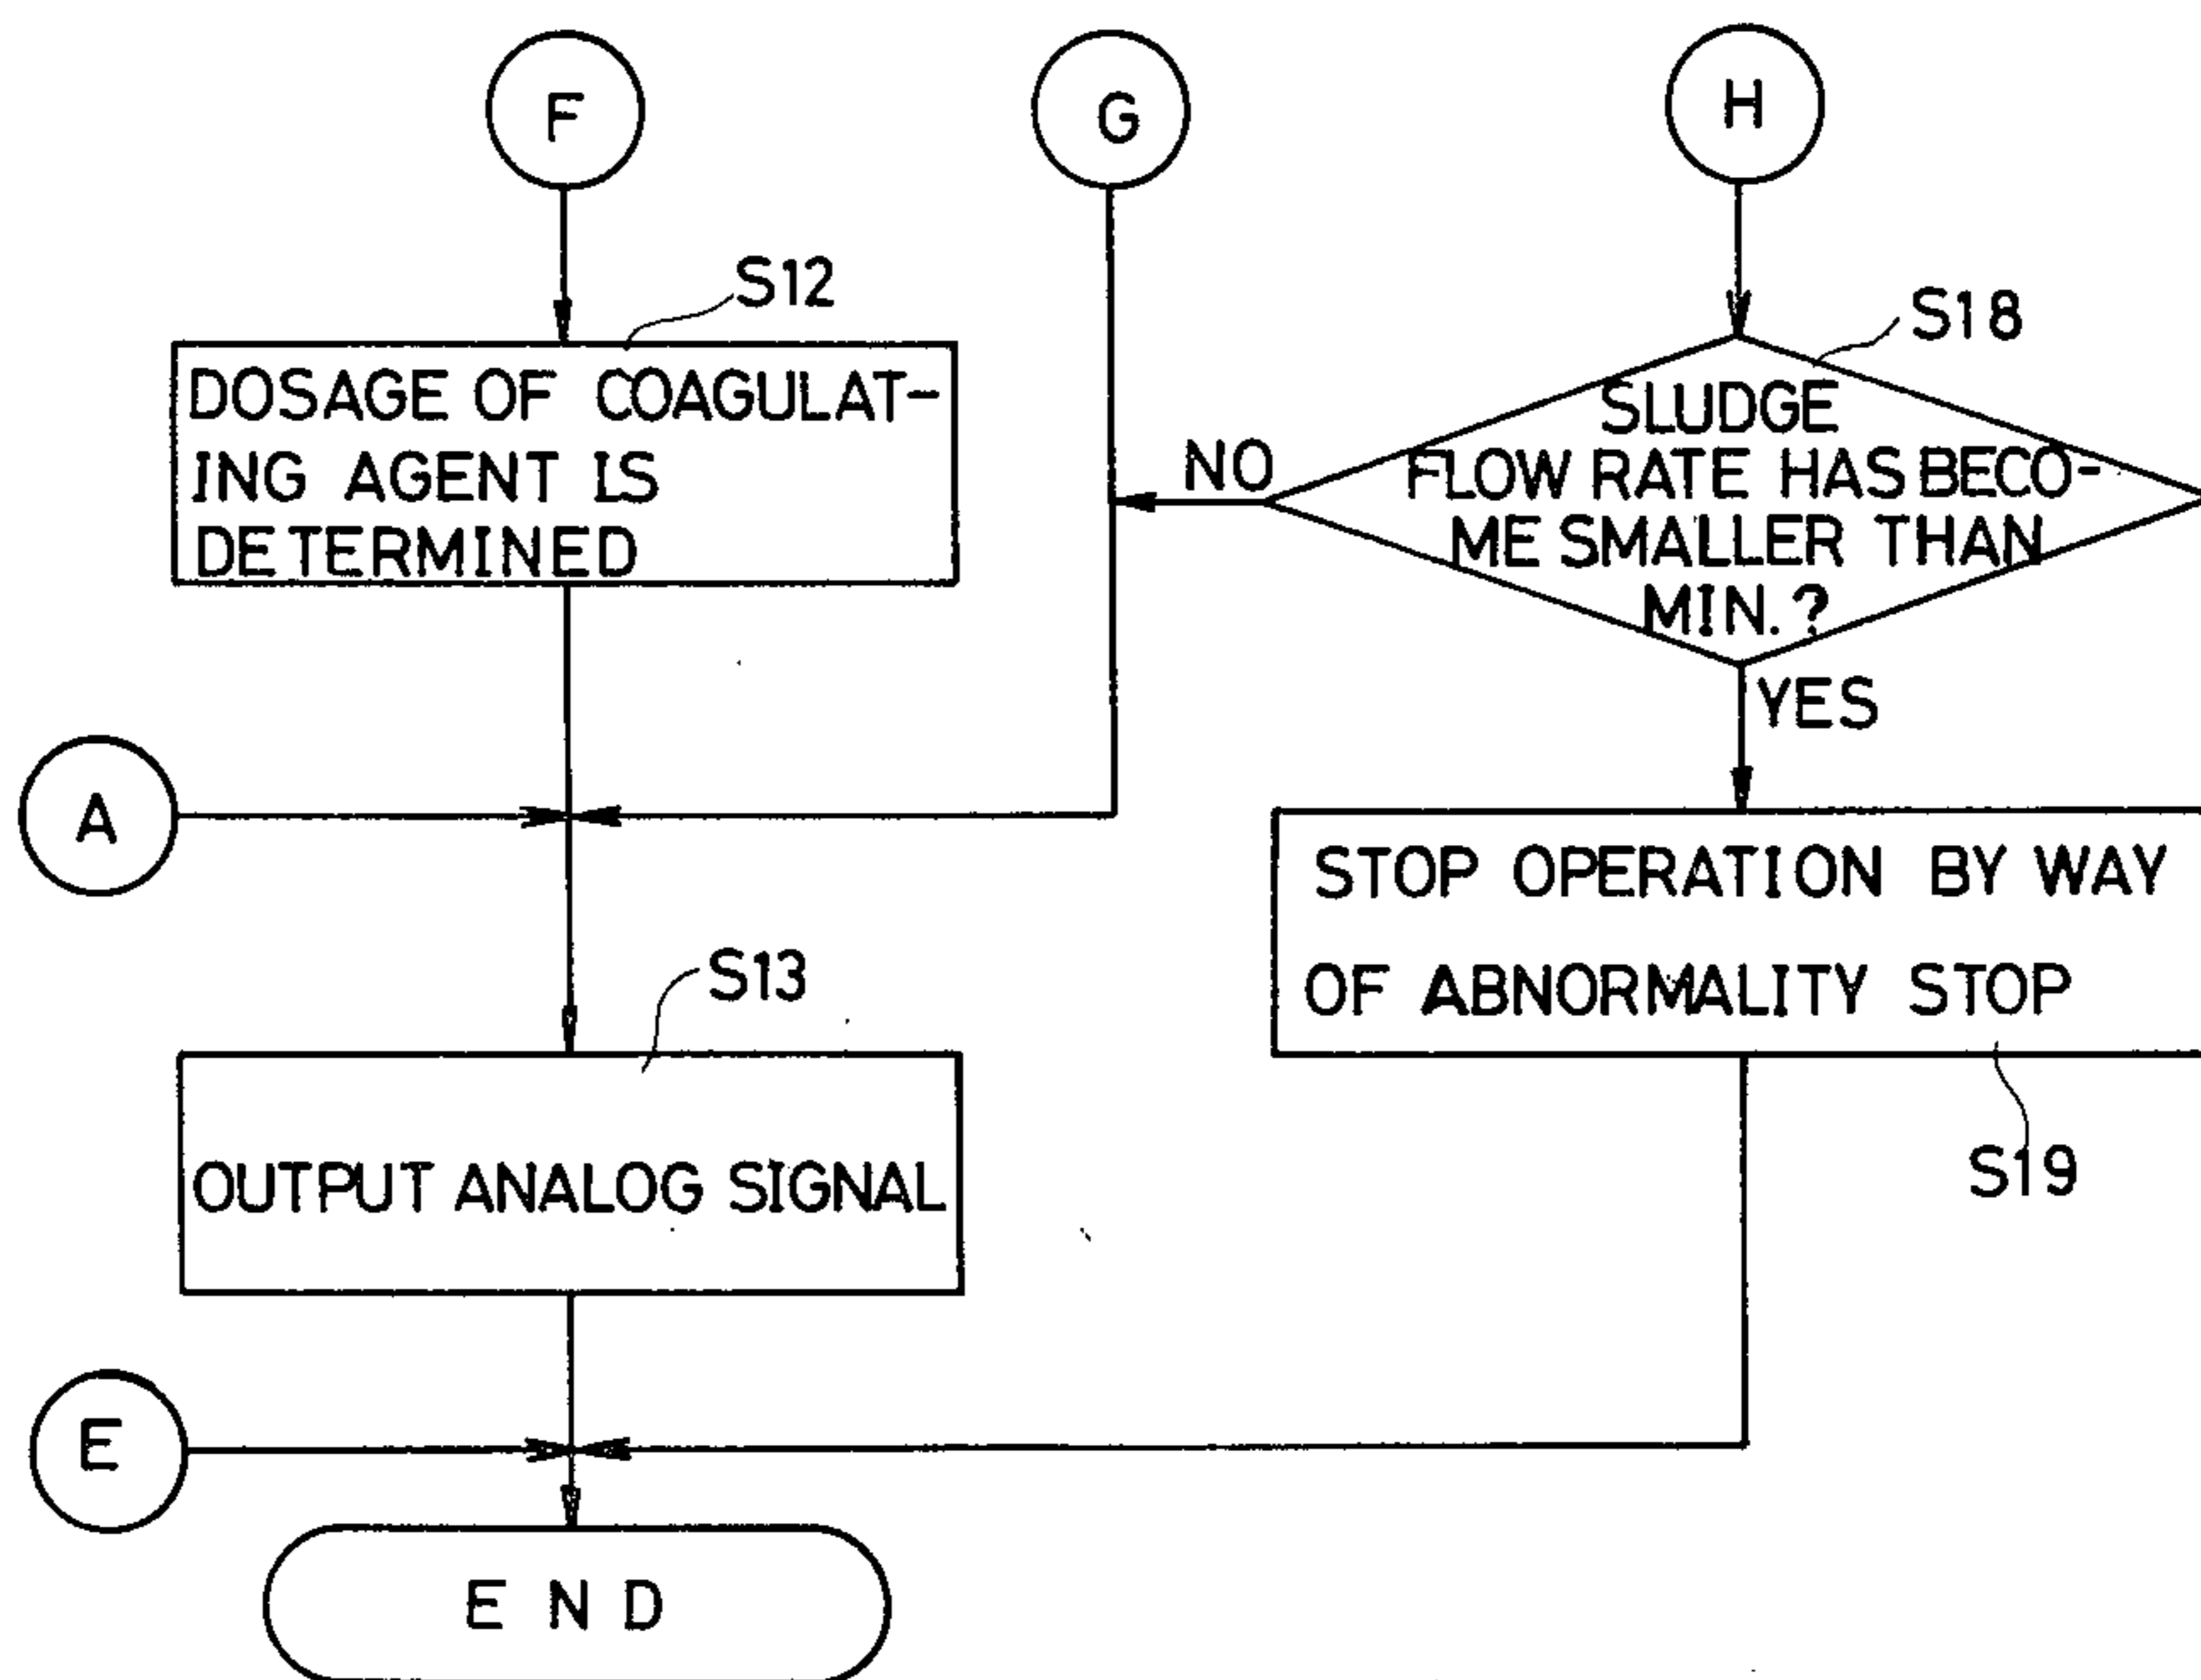 F
G
H
S12
S18
DOSAGE OF COAGULAT-
ING AGENT IS
DETERMINED
NO
SLUDGE
FLOW RATE HAS BECO-
ME SMALLER THAN
MIN.?
YES
A
STOP OPERATION BY WAY
OF ABNORMALITY STOP
S13
OUTPUT ANALOG SIGNAL
S19
E
END